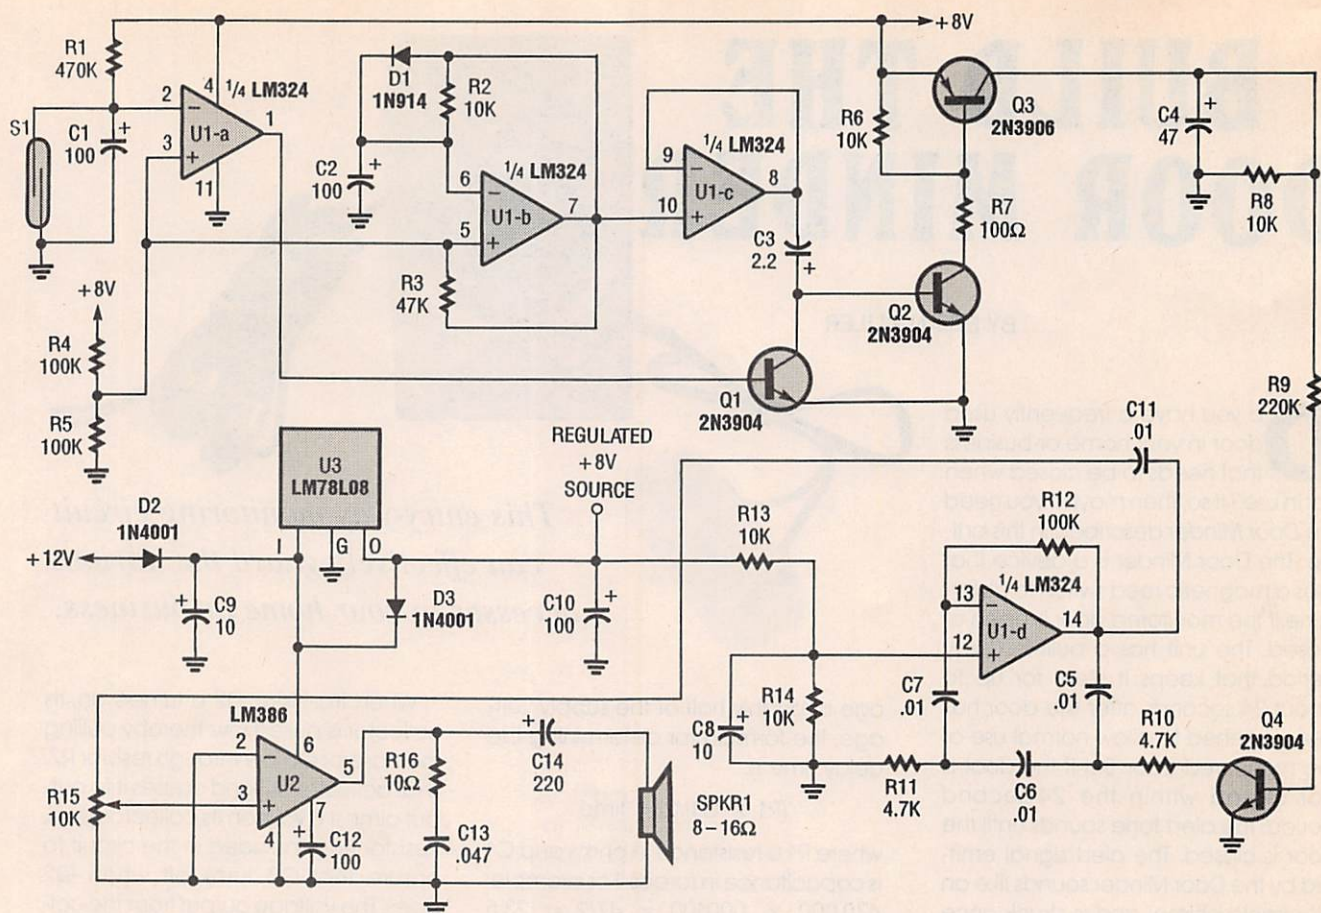 +8V
R1
470K
S1
C1
100
+
2
3
4
1
11
1/4 LM324
U1-a
D1
1N914
R2
10K
C2
100
+
6
5
7
1/4 LM324
U1-b
R3
47K
9
10
8
1/4 LM324
U1-c
C3
2.2
+
R6
10K
Q3
2N3906
R7
100Ω
Q2
2N3904
Q1
2N3904
C4
47
+
R8
10K
R9
220K
+8V
R4
100K
R5
100K
U3
LM78L08
I
G
O
REGULATED
+8V
SOURCE
D2
1N4001
+12V
C9
10
+
D3
1N4001
C10
100
+
C11
.01
R13
10K
R12
100K
13
12
14
1/4 LM324
U1-d
R14
10K
C8
10
+
C7
.01
C5
.01
R11
4.7K
C6
.01
R10
4.7K
Q4
2N3904
LM386
U2
2
3
6
5
7
4
R15
10K
C12
100
+
R16
10Ω
C13
.047
C14
220
+
SPKR1
8–16Ω